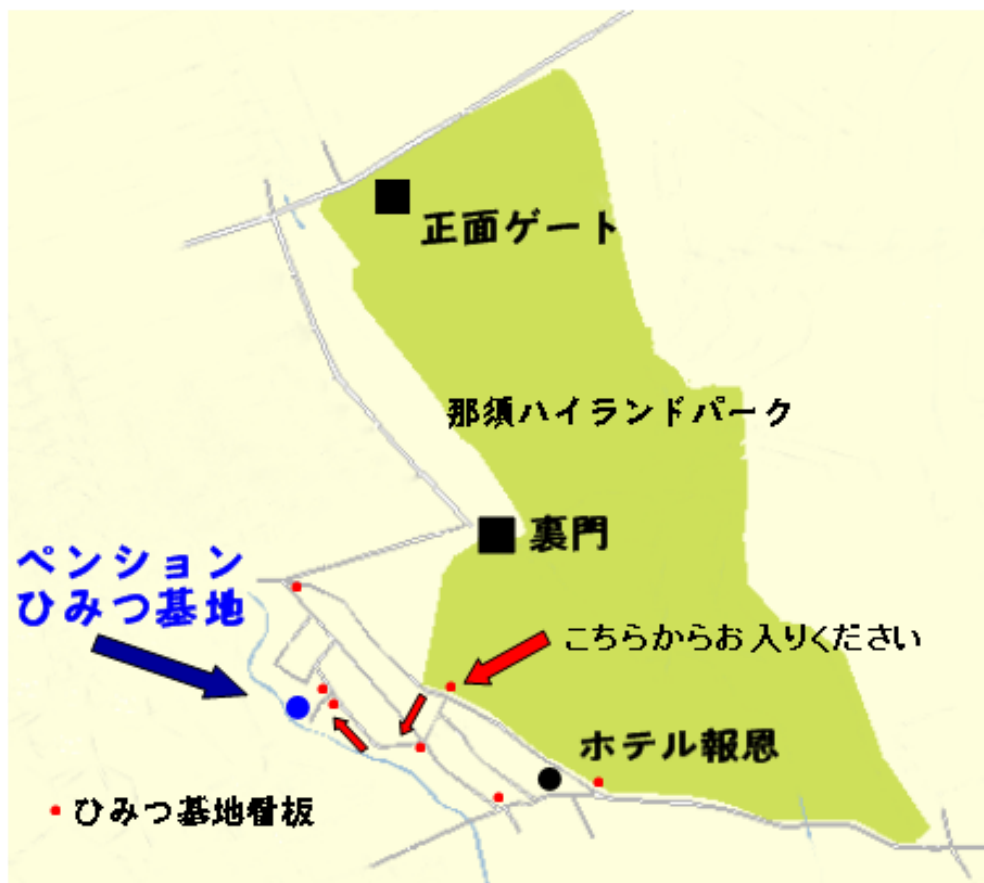 正面ゲート
那須ハイランドパーク
裏門
ペンション
ひみつ基地
こちらからお入りください
ホテル報恩
ひみつ基地看板